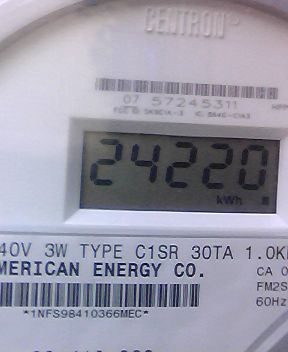 CENTRON
07 57245311
24220
kWh
40V 3W TYPE C1SR 30TA 1.0K
MERICAN ENERGY CO.
CA 0
FM2S
60Hz
*1NFS98410366MEC*